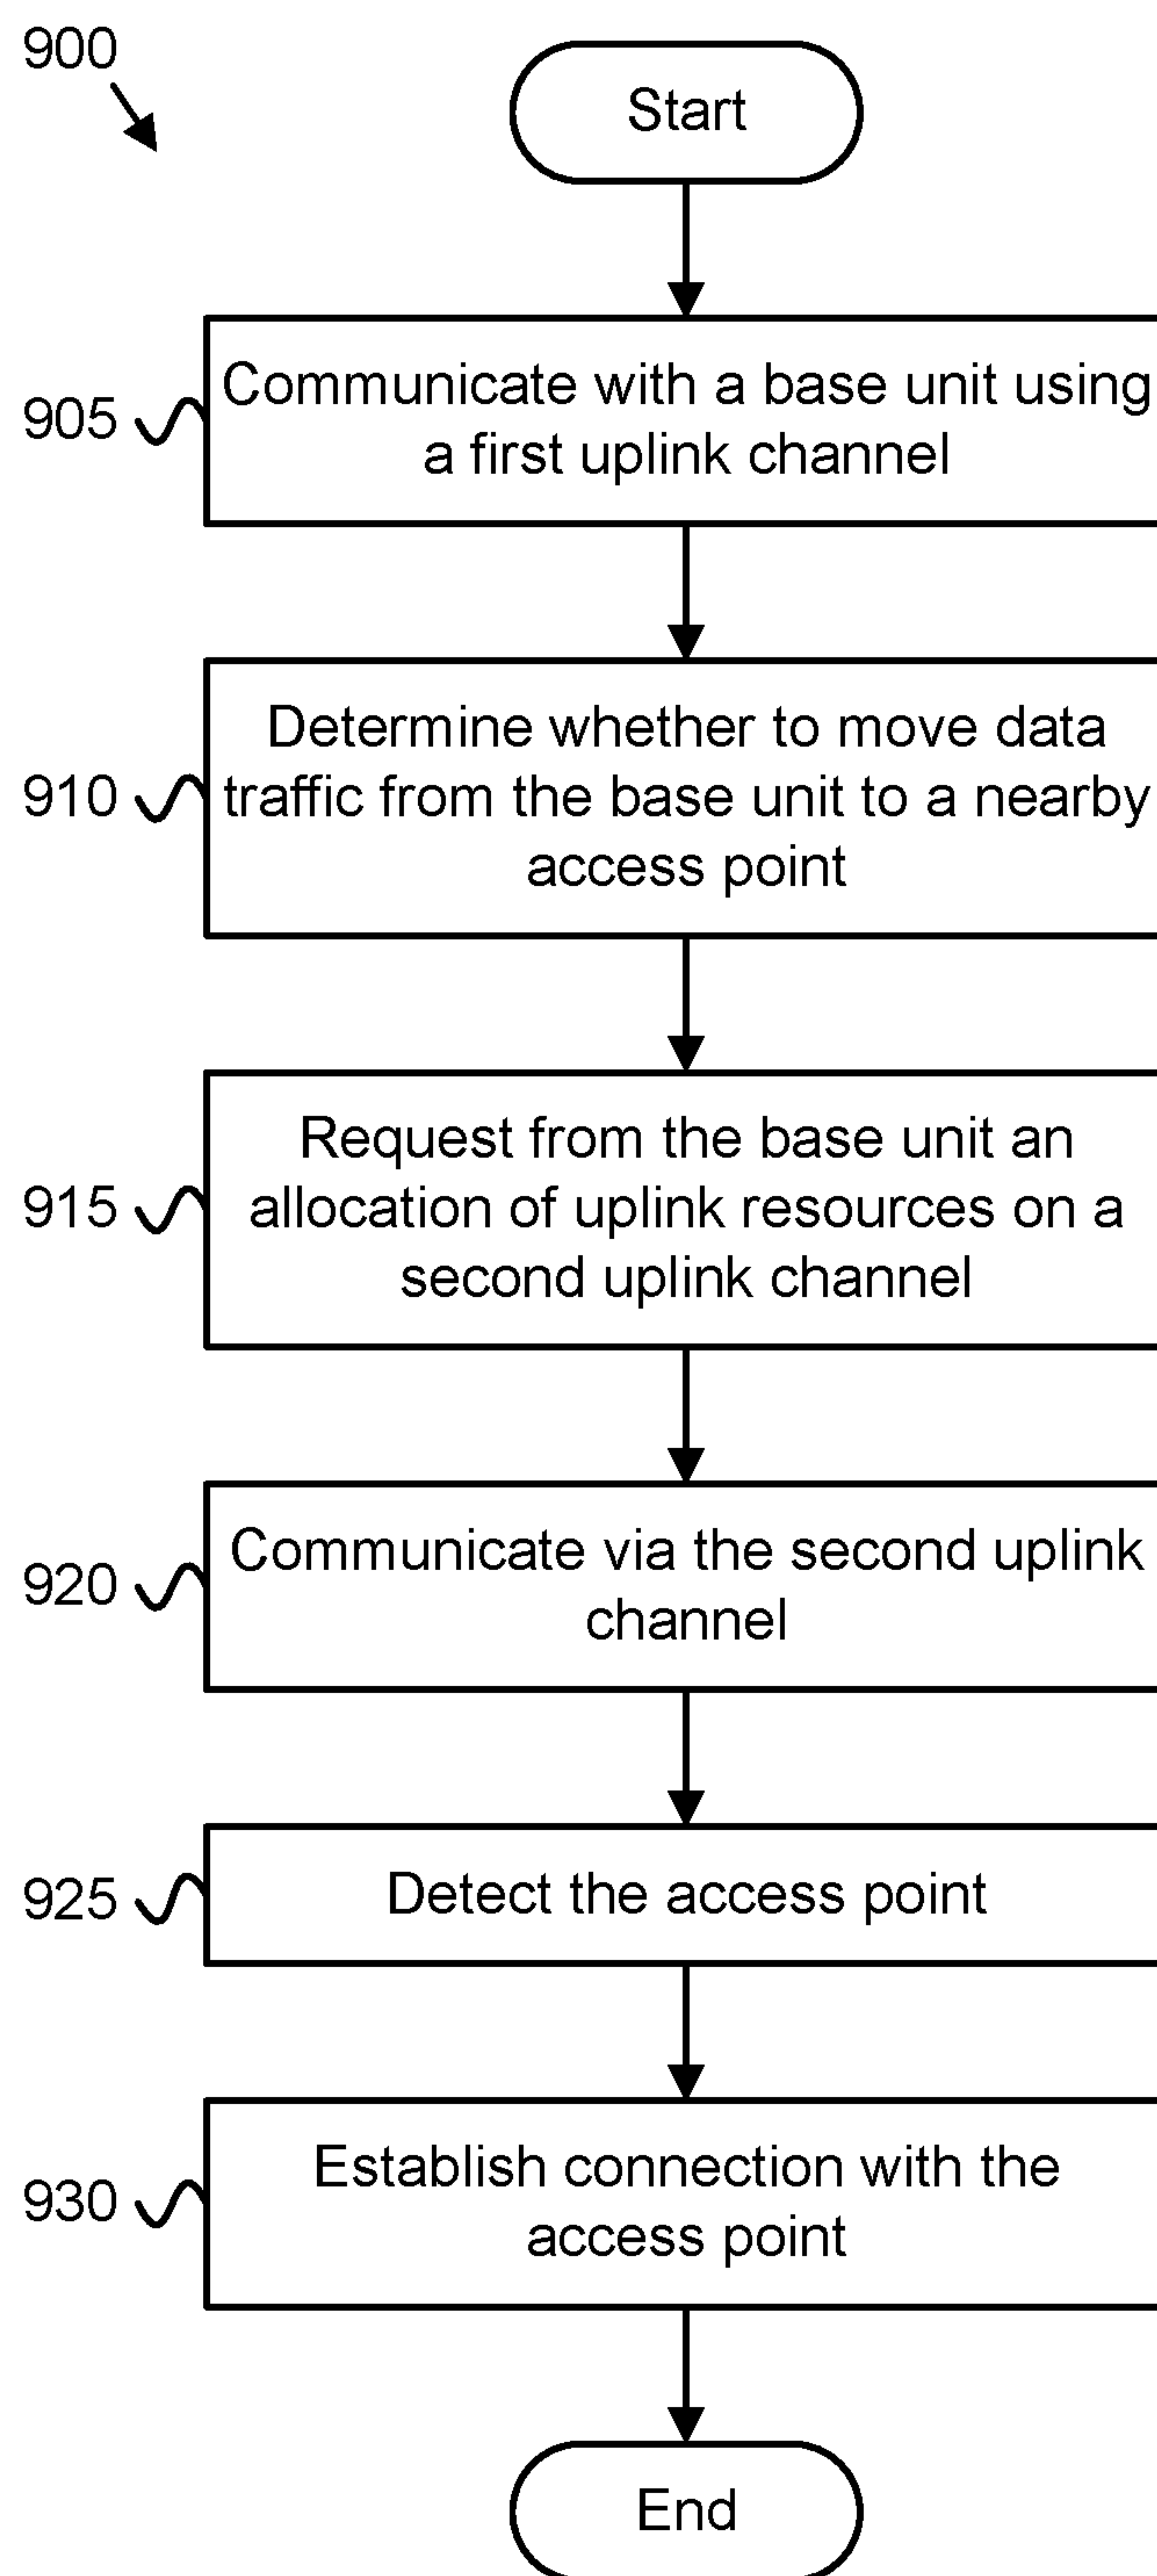 900
Start
905
Communicate with a base unit using
a first uplink channel
910
Determine whether to move data
traffic from the base unit to a nearby
access point
915
Request from the base unit an
allocation of uplink resources on a
second uplink channel
920
Communicate via the second uplink
channel
925
Detect the access point
930
Establish connection with the
access point
End